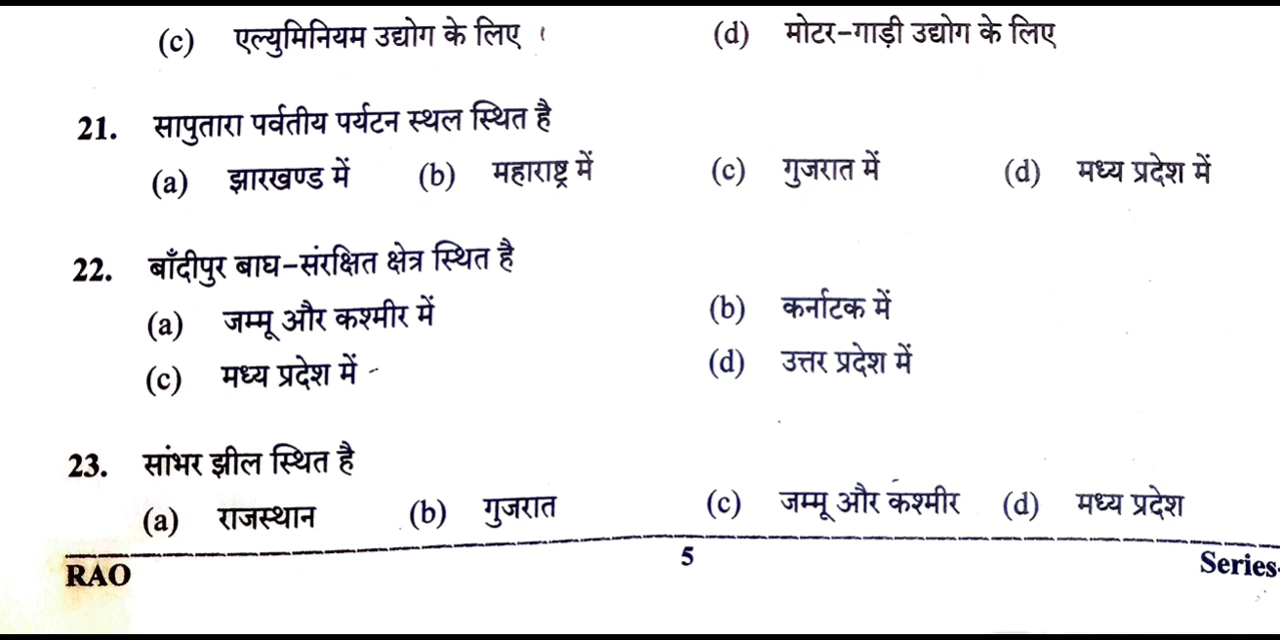 (c) एल्युमिनियम उद्योग के लिए (d) मोटर-गाड़ी उद्योग के लिए
21. सापुतारा पर्वतीय पर्यटन स्थल स्थित है
(a) झारखण्ड में (b) महाराष्ट्र में (c) गुजरात में (d) मध्य प्रदेश में
22. बाँदीपुर बाघ-संरक्षित क्षेत्र स्थित है
(a) जम्मू और कश्मीर में (b) कर्नाटक में
(c) मध्य प्रदेश में (d) उत्तर प्रदेश में
23. सांभर झील स्थित है
(a) राजस्थान (b) गुजरात (c) जम्मू और कश्मीर (d) मध्य प्रदेश
RAO 5 Series-